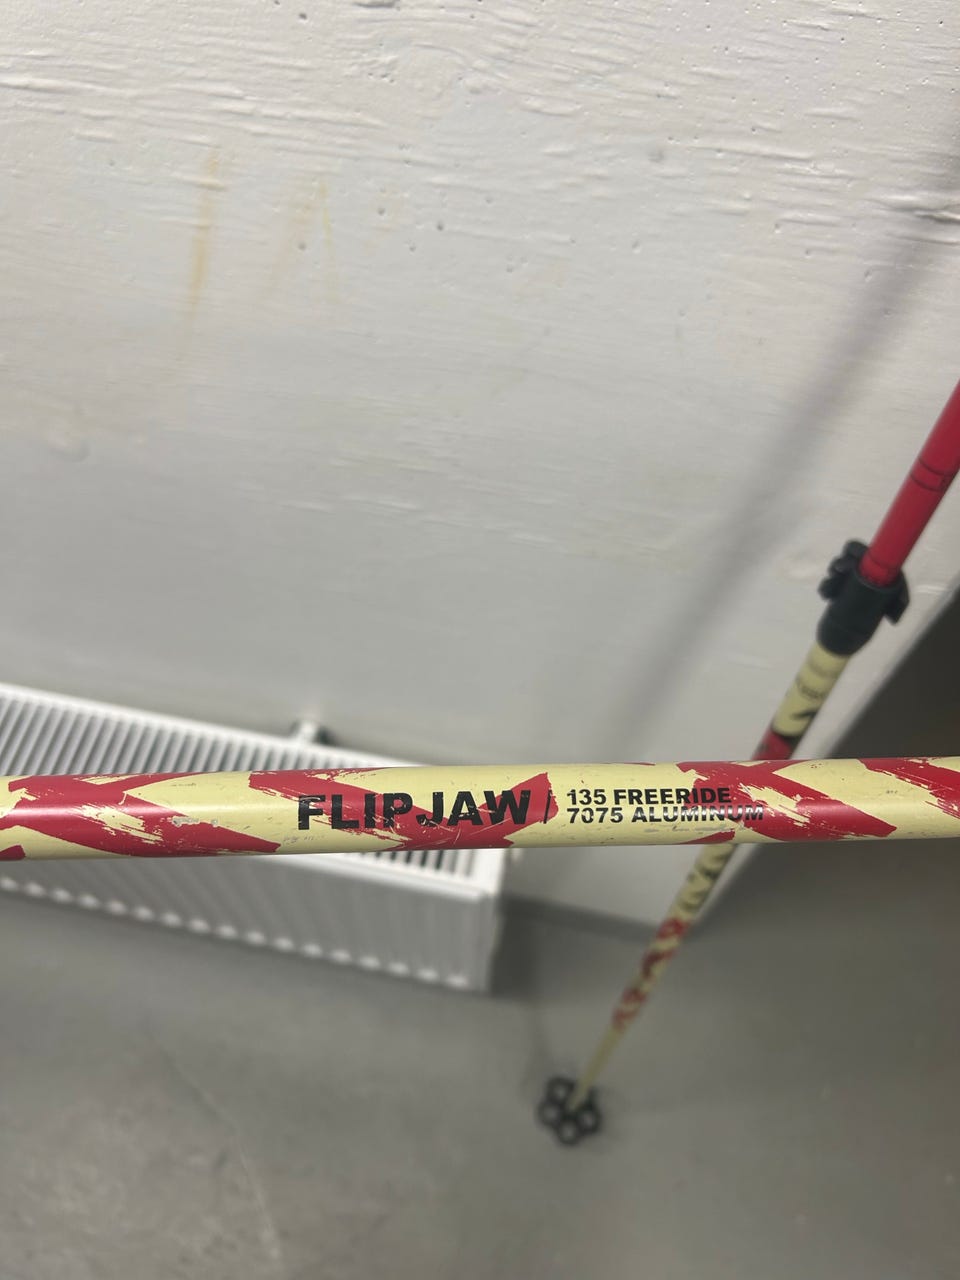 FLIPJAW / 135 FREERIDE
7075 ALUMINUM